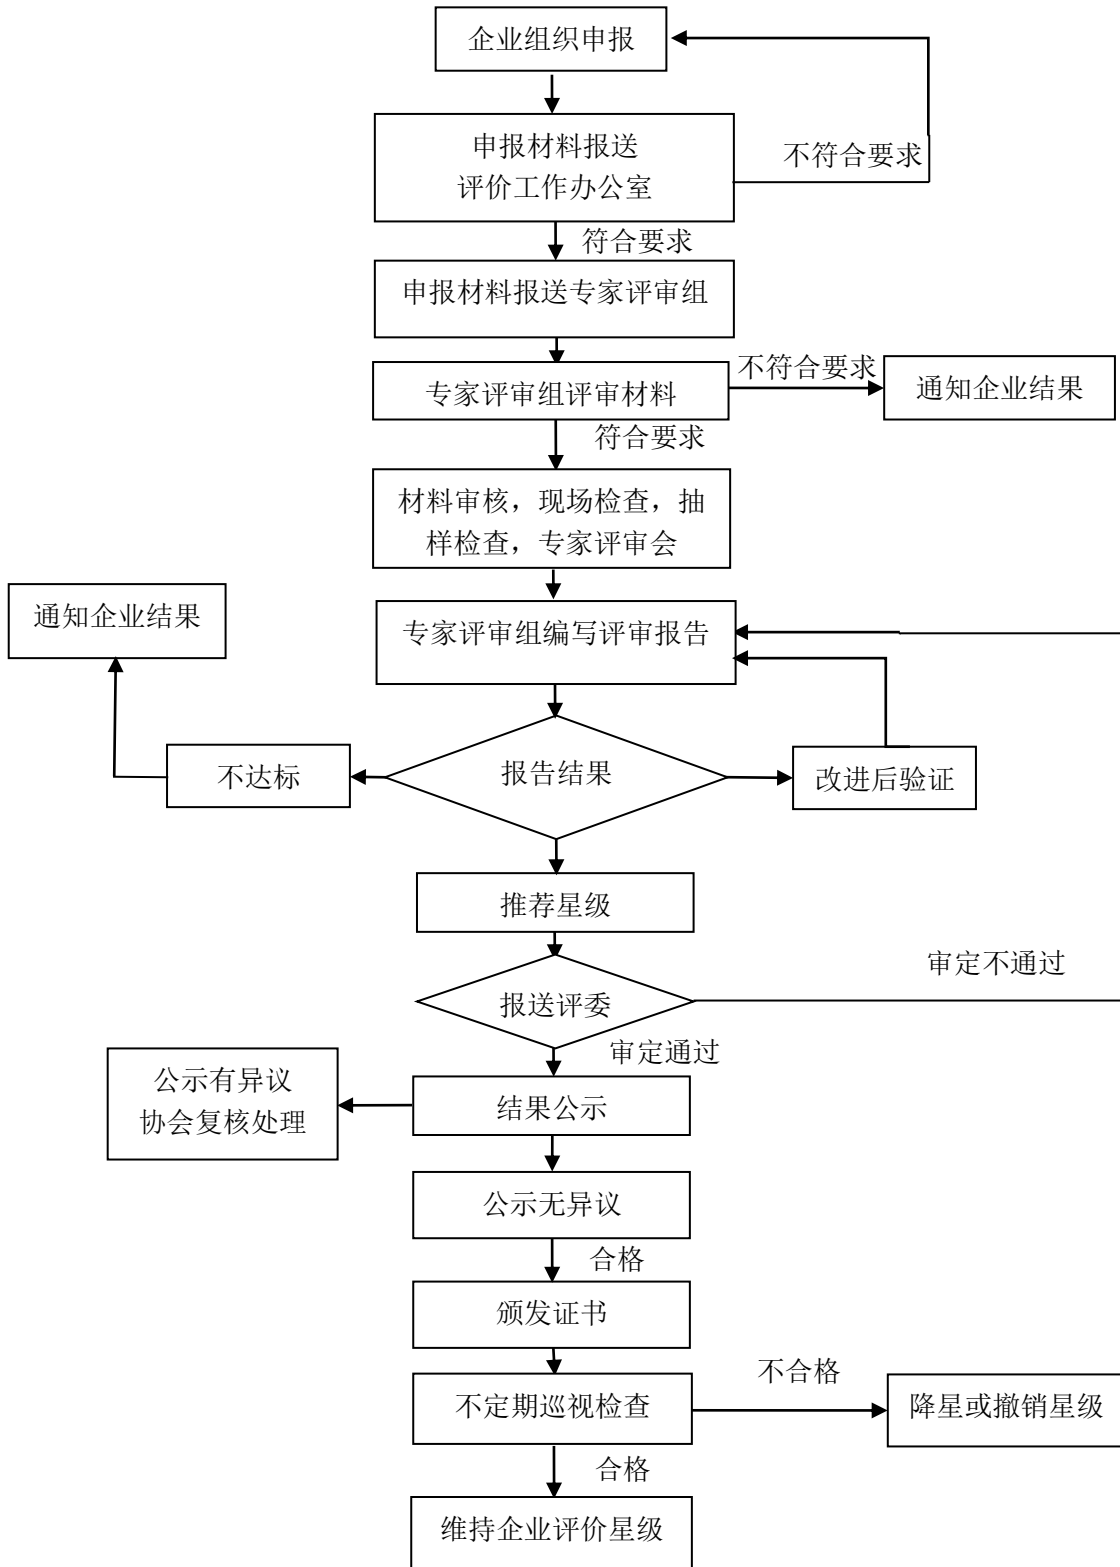 企业组织申报
申报材料报送
评价工作办公室
不符合要求
符合要求
申报材料报送专家评审组
专家评审组评审材料
不符合要求
通知企业结果
符合要求
材料审核，现场检查，抽
样检查，专家评审会
通知企业结果
专家评审组编写评审报告
不达标
报告结果
改进后验证
推荐星级
报送评委
审定不通过
审定通过
公示有异议
协会复核处理
结果公示
公示无异议
合格
颁发证书
不定期巡视检查
不合格
降星或撤销星级
合格
维持企业评价星级